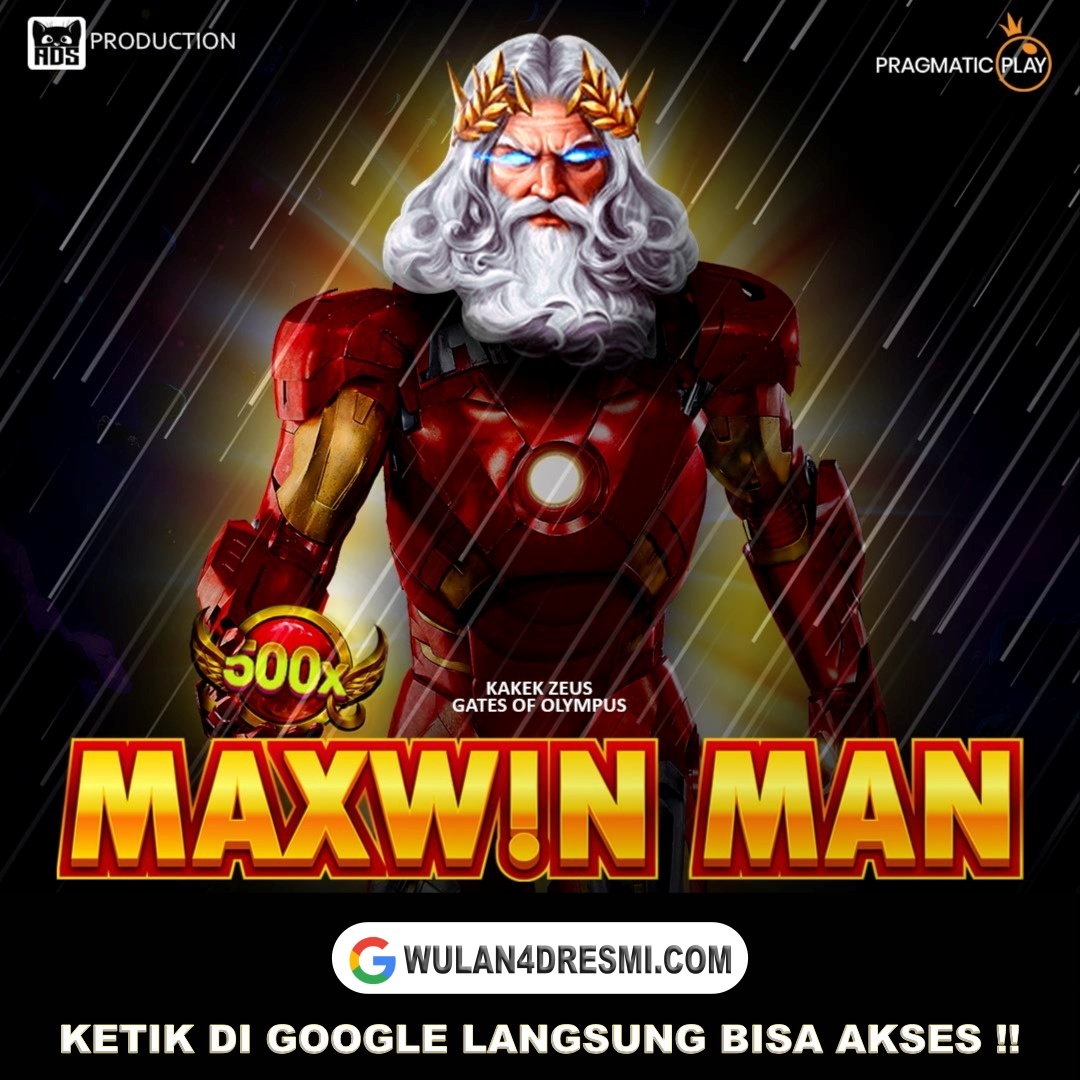 ADS PRODUCTION
PRAGMATIC PLAY
500x
KAKEK ZEUS
GATES OF OLYMPUS
MAXW!N MAN
WULAN4DRESMI.COM
KETIK DI GOOGLE LANGSUNG BISA AKSES !!